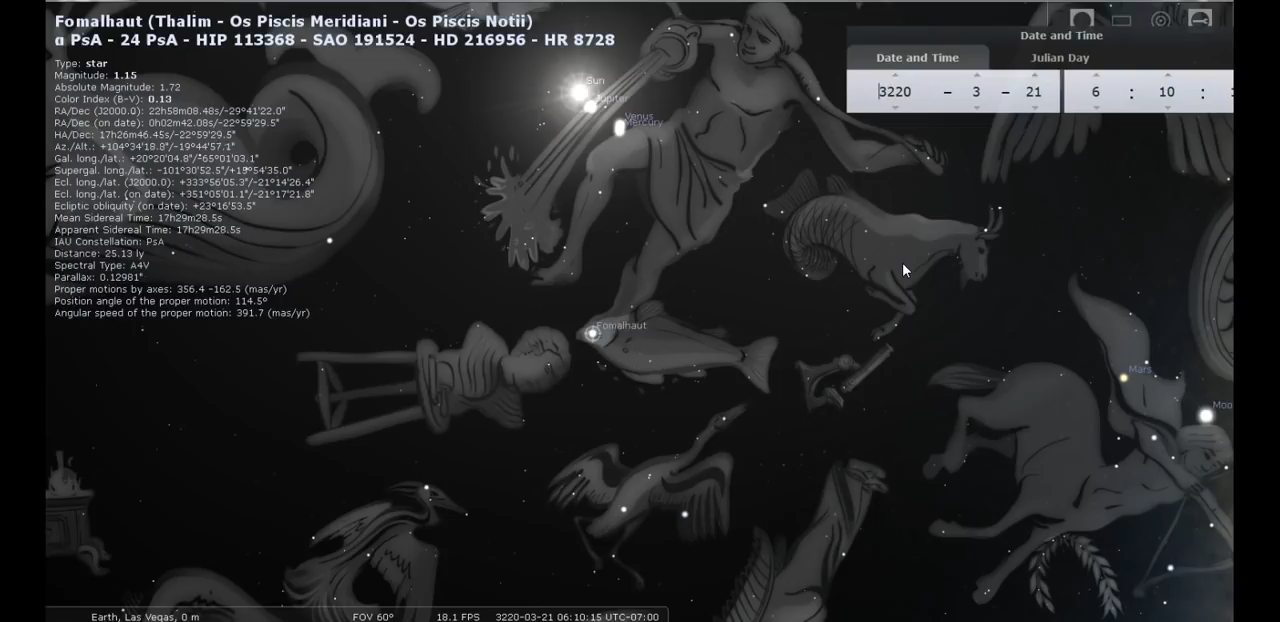 Fomalhaut (Thalim - Os Piscis Meridiani - Os Piscis Notii)
α PsA - 24 PsA - HIP 113368 - SAO 191524 - HD 216956 - HR 8728
Type: star
Magnitude: 1.15
Absolute Magnitude: 1.72
Color Index (B-V): 0.13
RA/Dec (J2000.0): 22h58m08.48s/-29°41'22.0"
RA/Dec (on date): 0h02m42.08s/-22°59'29.5"
HA/Dec: 17h26m46.45s/-22°59'29.5"
Az./Alt.: +104°34'18.8"/-19°44'57.1"
Gal. long./lat.: +20°20'04.8"/-65°01'03.1"
Supergal. long./lat.: -101°30'52.5"/+19°54'35.0"
Ecl. long./lat. (J2000.0): +333°56'05.3"/-21°14'26.4"
Ecl. long./lat. (on date): +351°05'01.1"/-21°17'21.8"
Ecliptic obliquity (on date): +23°16'53.5"
Mean Sidereal Time: 17h29m28.5s
Apparent Sidereal Time: 17h29m28.5s
IAU Constellation: PsA
Distance: 25.13 ly
Spectral Type: A4V
Parallax: 0.12981"
Proper motions by axes: 356.4 -162.5 (mas/yr)
Position angle of the proper motion: 114.5°
Angular speed of the proper motion: 391.7 (mas/yr)
Date and Time
Date and Time Julian Day
3220 - 3 - 21 6 : 10 :
Sun
Jupiter
Venus
Mercury
Fomalhaut
Mars
Moo
Earth, Las Vegas, 0 m FOV 60° 18.1 FPS 3220-03-21 06:10:15 UTC-07:00